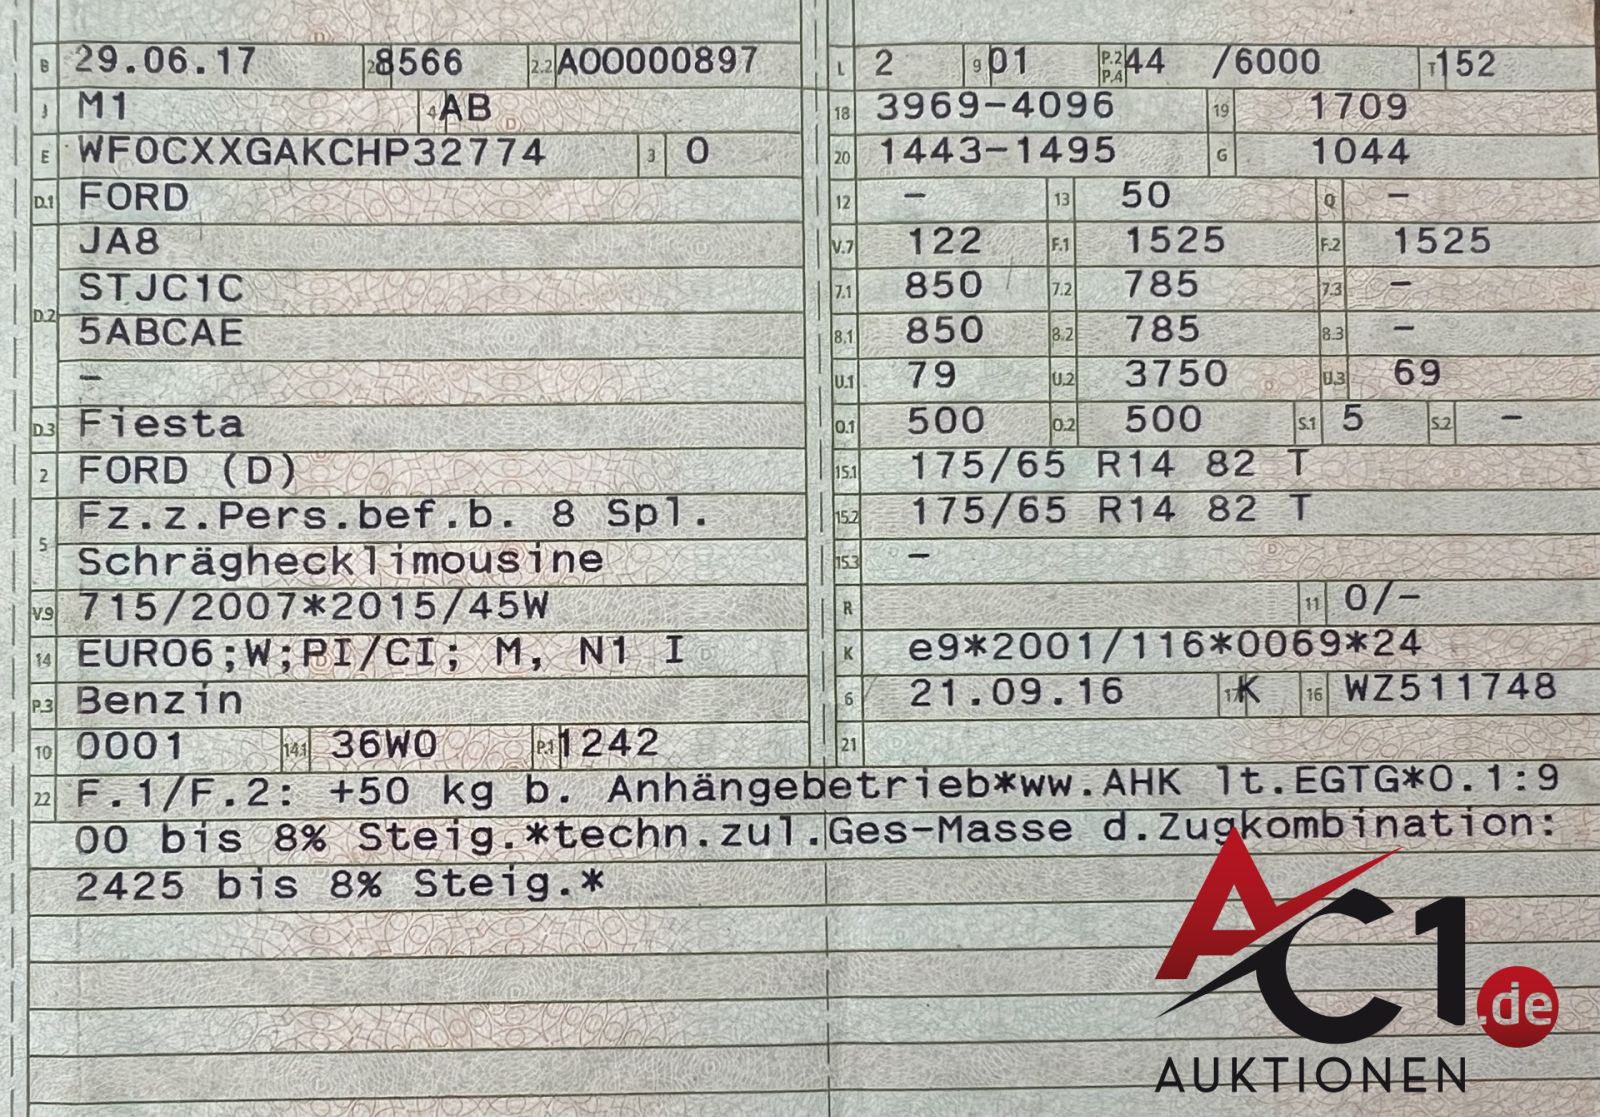 B 29.06.17 2.1 8566 2.2 A00000897
J M1 4 AB
E WF0CXXGAKCHP32774 3 0
D.1 FORD
JA8
D.2 STJC1C
5ABCAE
–
D.3 Fiesta
2 FORD (D)
5 Fz.z.Pers.bef.b. 8 Spl.
Schräghecklimousine
V.9 715/2007*2015/45W
14 EURO6;W;PI/CI; M, N1 I
P.3 Benzin
10 0001 14.1 36W0 P.1 1242
L 2 9 01 P.2 P.4 44 /6000 T 152
18 3969-4096 19 1709
20 1443-1495 G 1044
12 – 13 50 Q –
V.7 122 F.1 1525 F.2 1525
7.1 850 7.2 785 7.3 –
8.1 850 8.2 785 8.3 –
U.1 79 U.2 3750 U.3 69
O.1 500 O.2 500 S.1 5 S.2 –
15.1 175/65 R14 82 T
15.2 175/65 R14 82 T
15.3 –
R 11 0/–
K e9*2001/116*0069*24
6 21.09.16 17 K 16 WZ511748
21
22 F.1/F.2: +50 kg b. Anhängebetrieb*ww.AHK lt.EGTG*O.1:9
00 bis 8% Steig.*techn.zul.Ges-Masse d.Zugkombination:
2425 bis 8% Steig.*
AC1.de
AUKTIONEN